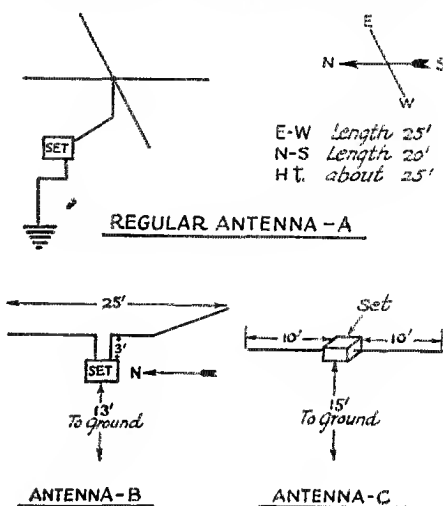 E
N S
W
SET
E-W Length 25'
N-S Length 20'
Ht. about 25'
REGULAR ANTENNA-A
25'
3'
SET
N
13'
To Ground
ANTENNA-B
Set
10' 10'
15'
To Ground
ANTENNA-C